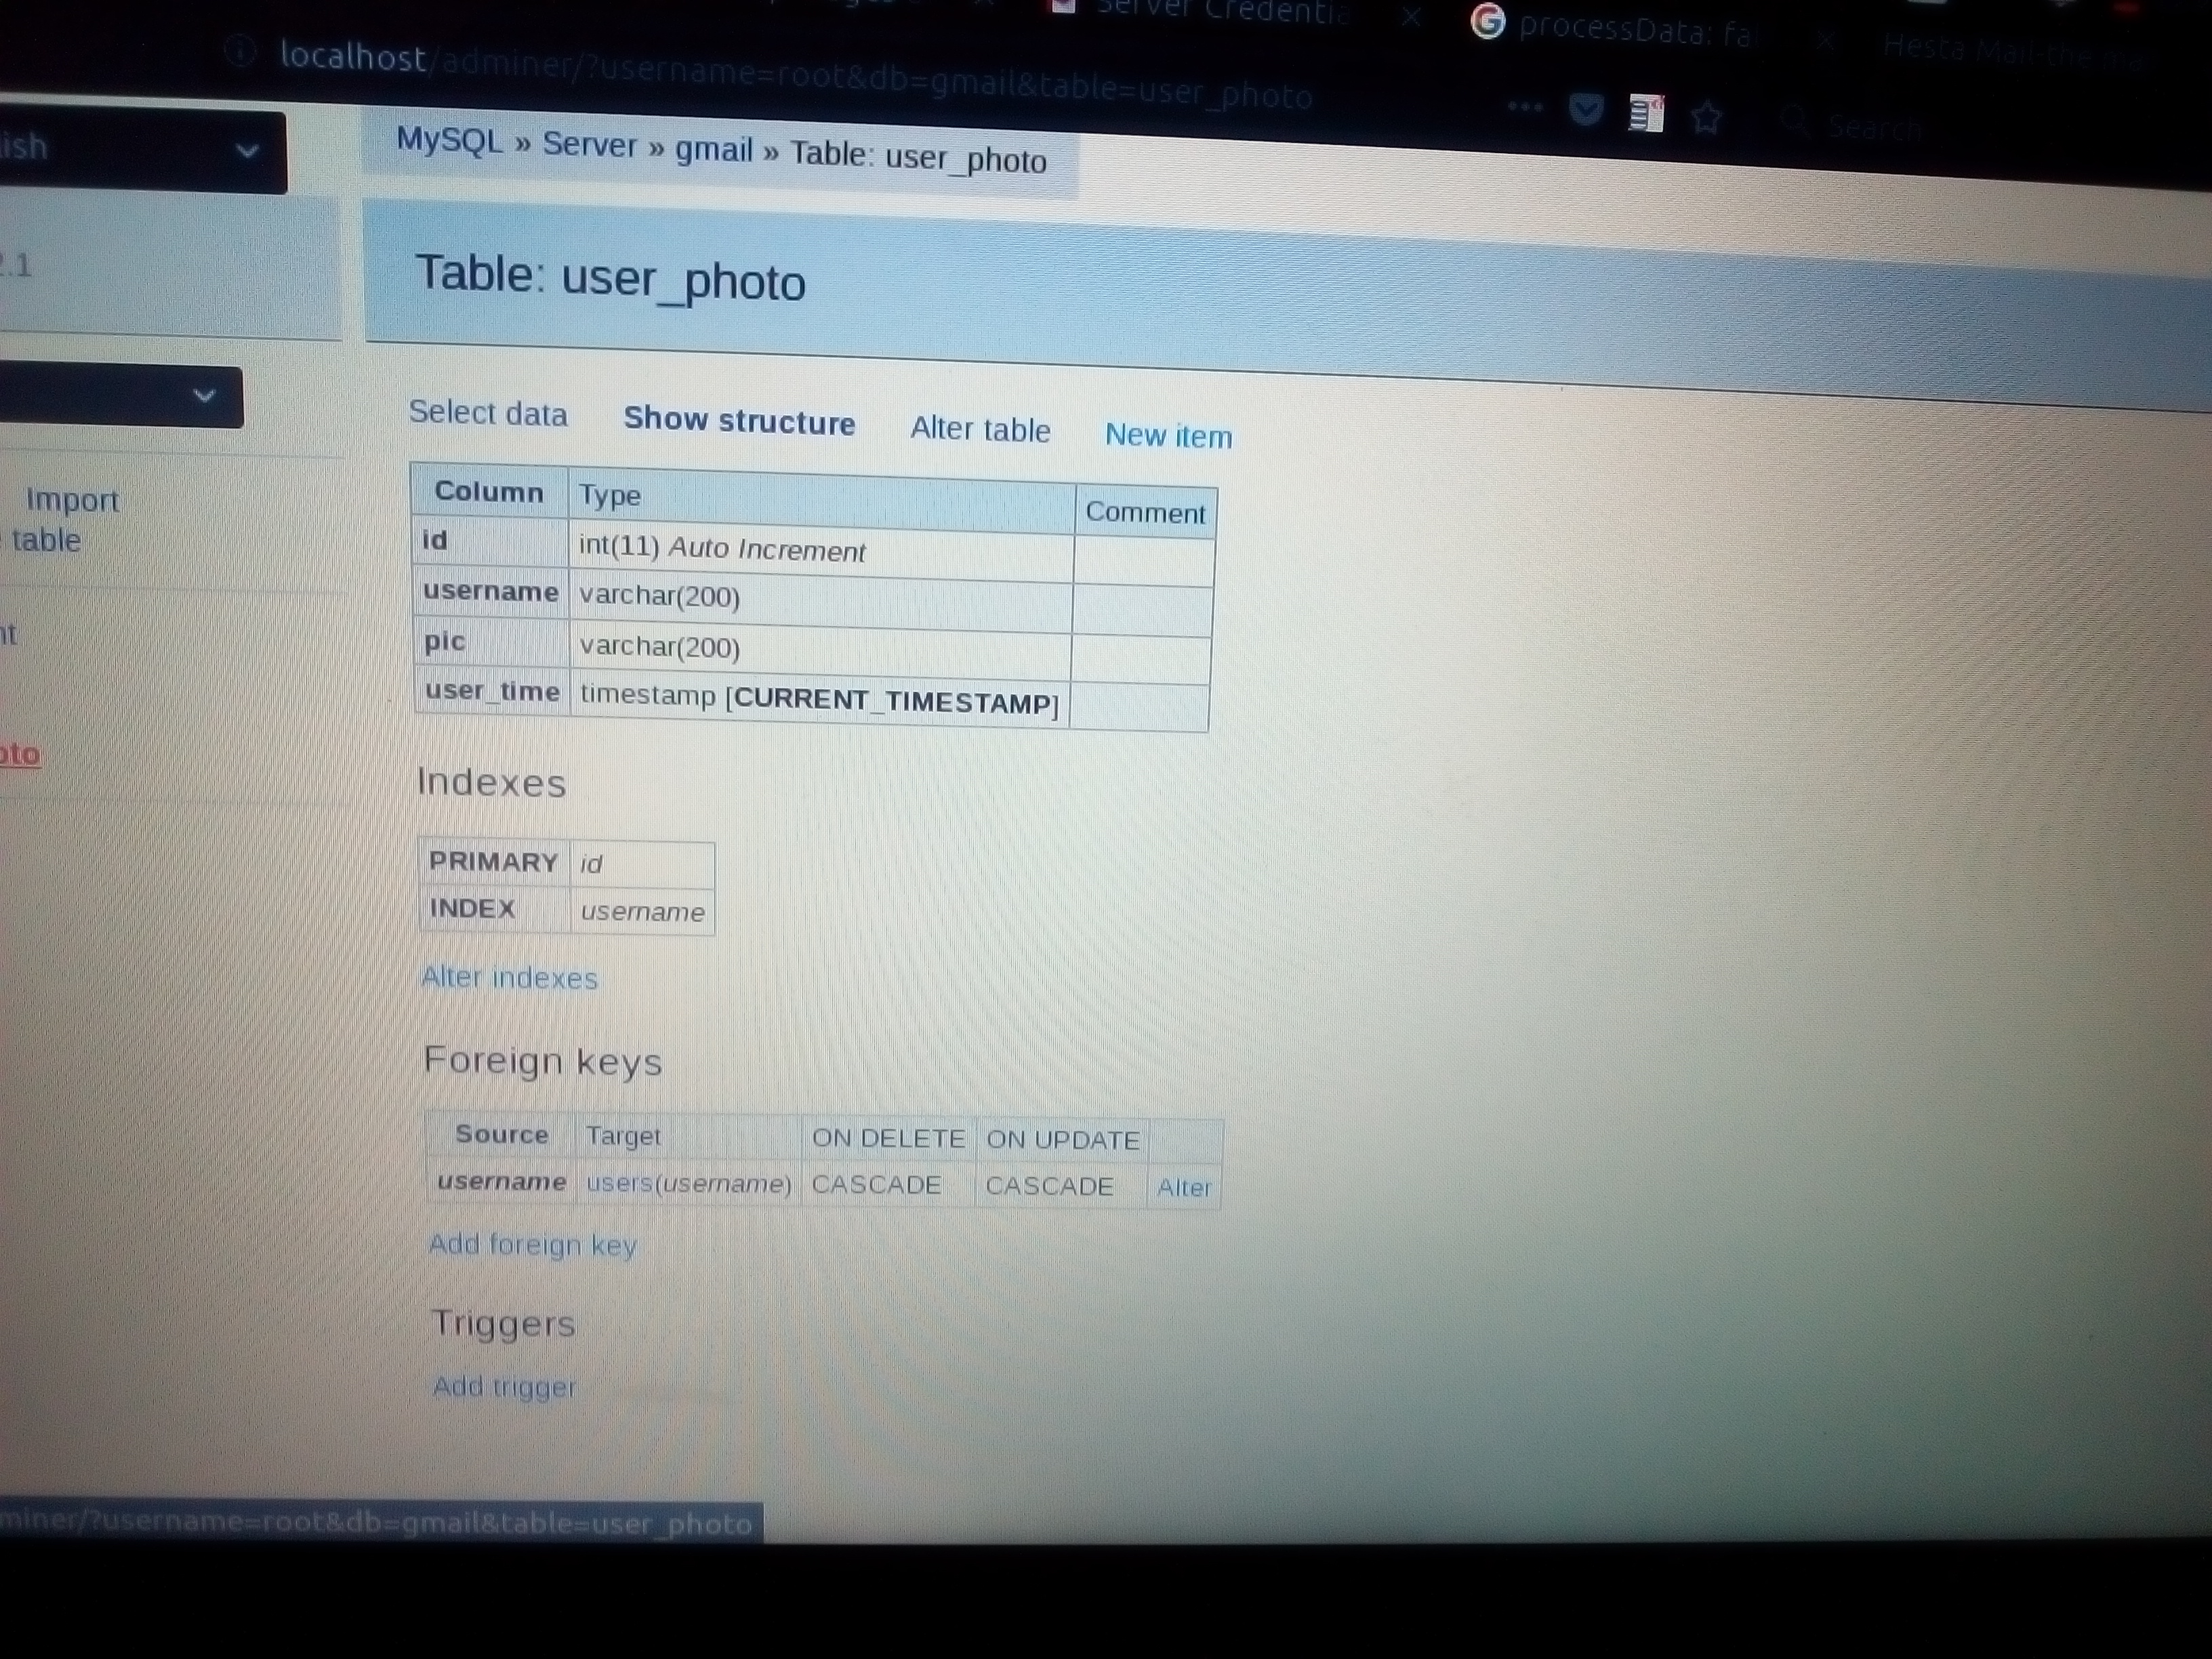 Server Credentia
processData: fa
Hesta Mail-the
localhost/adminer/?username=root&db=gmail&table=user_photo
Search
lish
MySQL » Server » gmail » Table: user_photo
2.1
Table: user_photo
Select data Show structure Alter table New item
Import
table
Column Type Comment
id int(11) Auto Increment
username varchar(200)
pic varchar(200)
user_time timestamp [CURRENT_TIMESTAMP]
nt
oto
Indexes
PRIMARY id
INDEX username
Alter indexes
Foreign keys
Source Target ON DELETE ON UPDATE
username users(username) CASCADE CASCADE Alter
Add foreign key
Triggers
Add trigger
miner/?username=root&db=gmail&table=user_photo